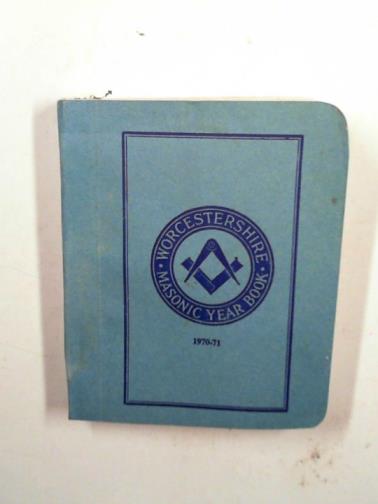 WORCESTERSHIRE
MASONIC YEAR BOOK
1970-71